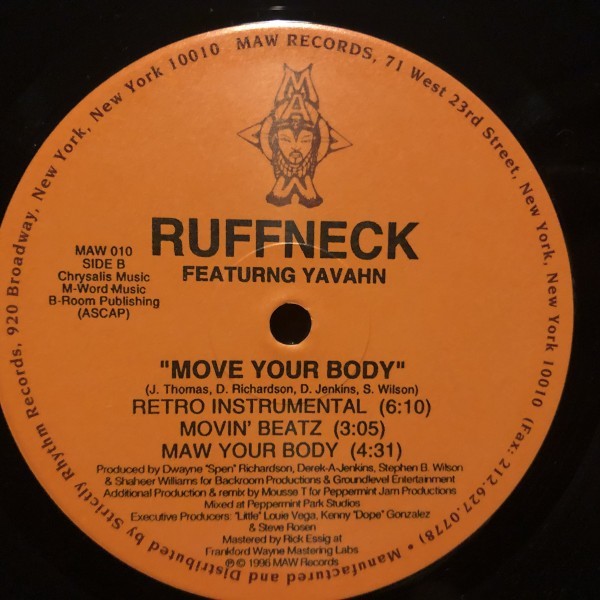 MAW RECORDS, 71 West 23rd Street, New York, New York 10010 (Fax: 212.627.0778) • Manufactured and Distributed by Strictly Rhythm Records, 920 Broadway, New York, New York 10010
MAW
RUFFNECK
FEATURNG YAVAHN
MAW 010
SIDE B
Chrysalis Music
M-Word Music
B-Room Publishing
(ASCAP)
"MOVE YOUR BODY"
(J. Thomas, D. Richardson, D. Jenkins, S. Wilson)
RETRO INSTRUMENTAL (6:10)
MOVIN' BEATZ (3:05)
MAW YOUR BODY (4:31)
Produced by Dwayne "Spen" Richardson, Derek-A-Jenkins, Stephen B. Wilson
& Shaheer Williams for Backroom Productions & Groundlevel Entertainment
Additional Production & remix by Mousse T for Peppermint Jam Productions
Mixed at Peppermint Park Studios
Executive Producers: "Little" Louie Vega, Kenny "Dope" Gonzalez
& Steve Rosen
Mastered by Rick Essig at
Frankford Wayne Mastering Labs
℗ © 1996 MAW Records